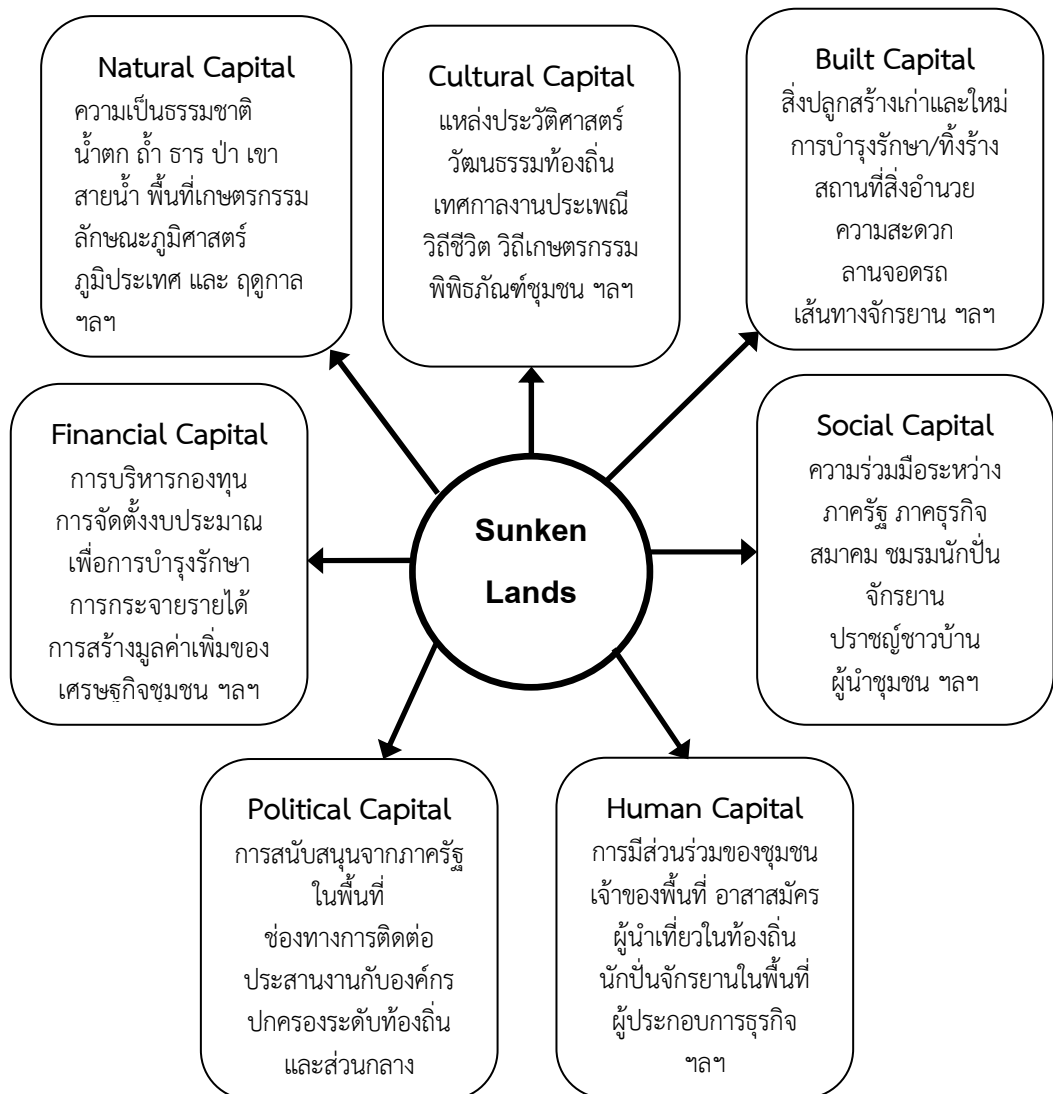 Natural Capital
ความเป็นธรรมชาติ
น้ำตก ถ้ำ ธาร ป่า เขา
สายน้ำ พื้นที่เกษตรกรรม
ลักษณะภูมิศาสตร์
ภูมิประเทศ และ ฤดูกาล
ฯลฯ
Cultural Capital
แหล่งประวัติศาสตร์
วัฒนธรรมท้องถิ่น
เทศกาลงานประเพณี
วิถีชีวิต วิถีเกษตรกรรม
พิพิธภัณฑ์ชุมชน ฯลฯ
Built Capital
สิ่งปลูกสร้างเก่าและใหม่
การบำรุงรักษา/ทิ้งร้าง
สถานที่สิ่งอำนวย
ความสะดวก
ลานจอดรถ
เส้นทางจักรยาน ฯลฯ
Financial Capital
การบริหารกองทุน
การจัดตั้งงบประมาณ
เพื่อการบำรุงรักษา
การกระจายรายได้
การสร้างมูลค่าเพิ่มของ
เศรษฐกิจชุมชน ฯลฯ
Sunken
Lands
Social Capital
ความร่วมมือระหว่าง
ภาครัฐ ภาคธุรกิจ
สมาคม ชมรมนักปั่น
จักรยาน
ปราชญ์ชาวบ้าน
ผู้นำชุมชน ฯลฯ
Political Capital
การสนับสนุนจากภาครัฐ
ในพื้นที่
ช่องทางการติดต่อ
ประสานงานกับองค์กร
ปกครองระดับท้องถิ่น
และส่วนกลาง
Human Capital
การมีส่วนร่วมของชุมชน
เจ้าของพื้นที่ อาสาสมัคร
ผู้นำเที่ยวในท้องถิ่น
นักปั่นจักรยานในพื้นที่
ผู้ประกอบการธุรกิจ
ฯลฯ